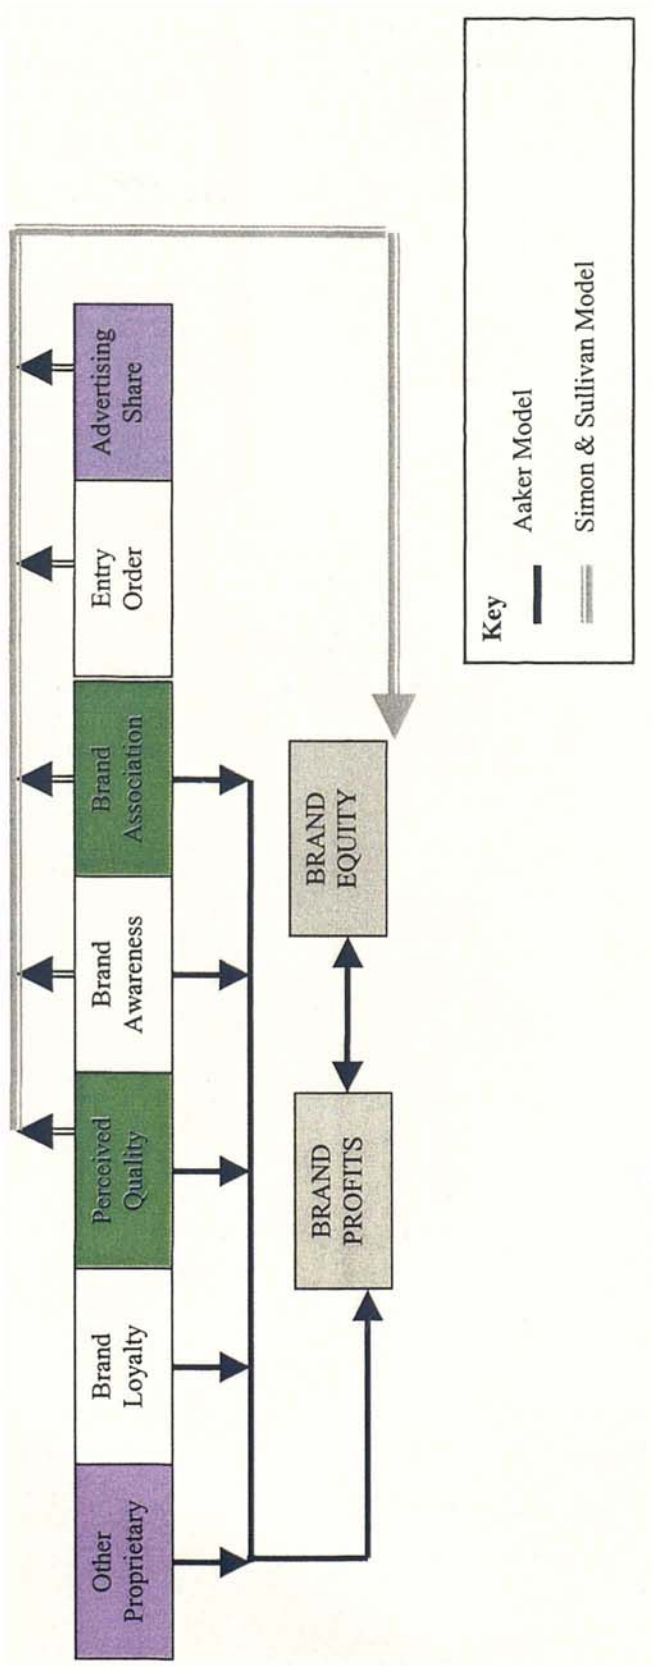 Other
Proprietary
Brand
Loyalty
Perceived
Quality
Brand
Awareness
Brand
Association
Entry
Order
Advertising
Share
BRAND
PROFITS
BRAND
EQUITY
Key
Aaker Model
Simon & Sullivan Model